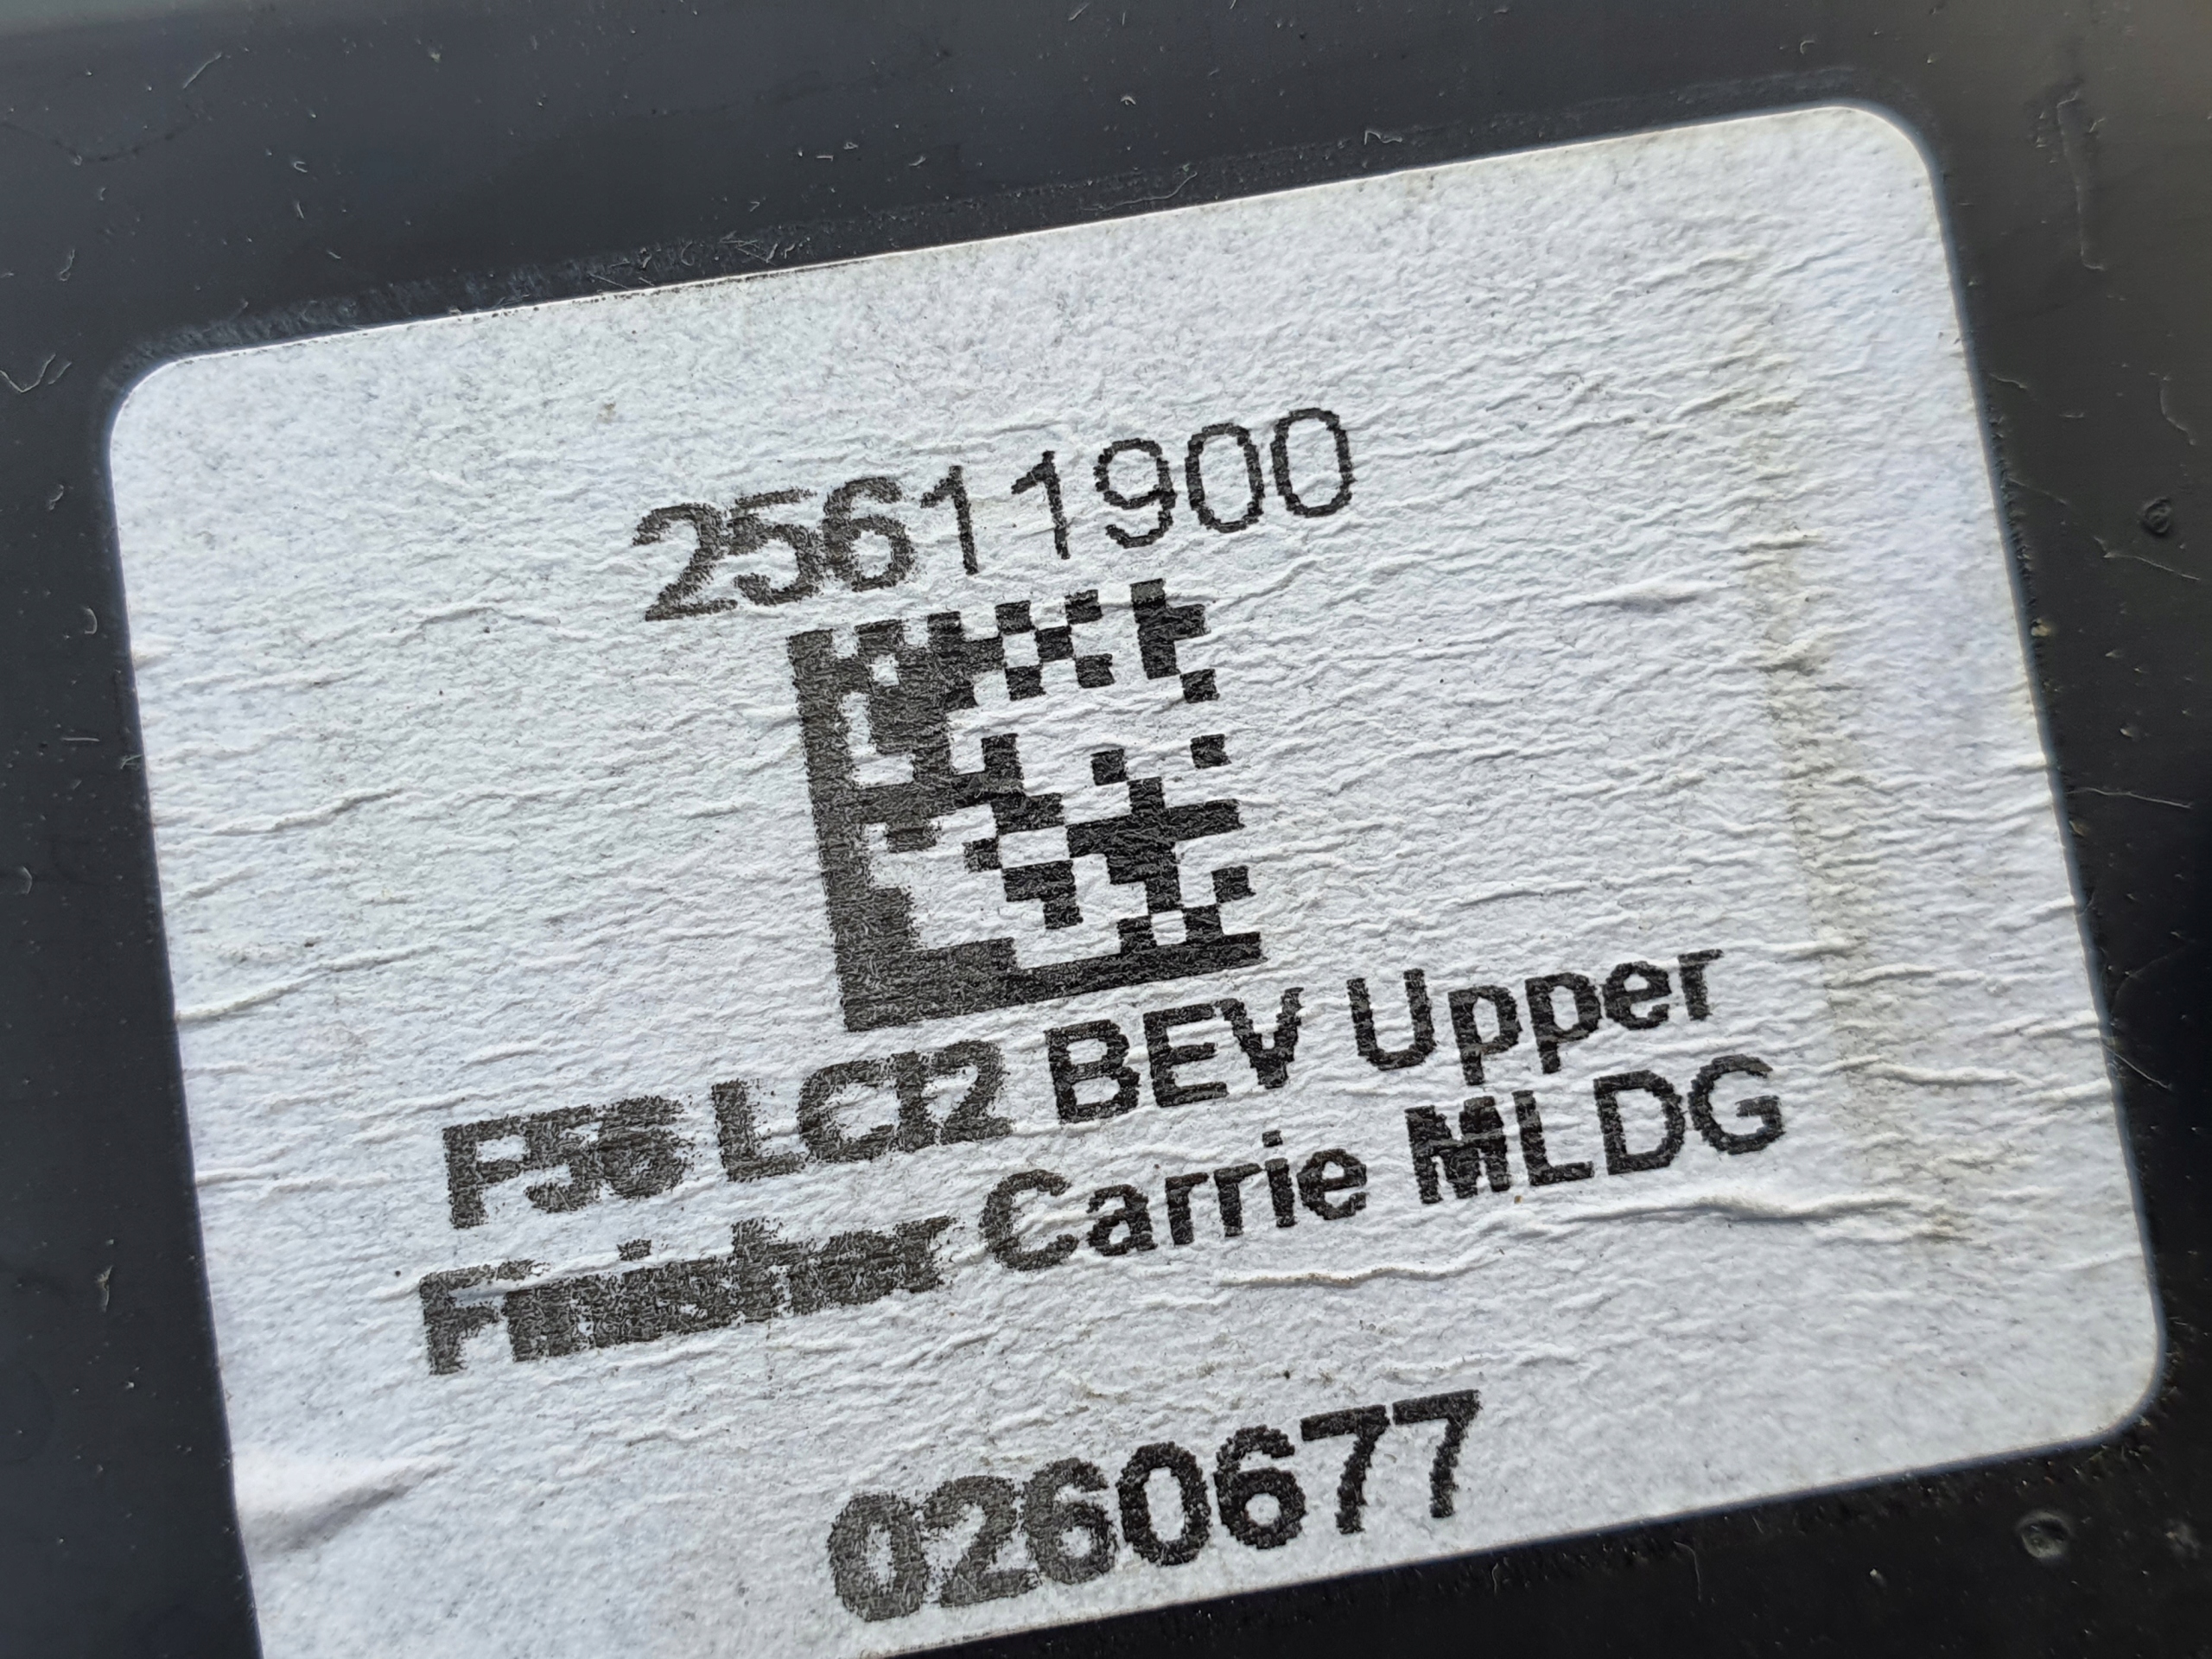 25611900
F56 LCI2 BEV Upper
Finisher Carrie MLDG
0260677